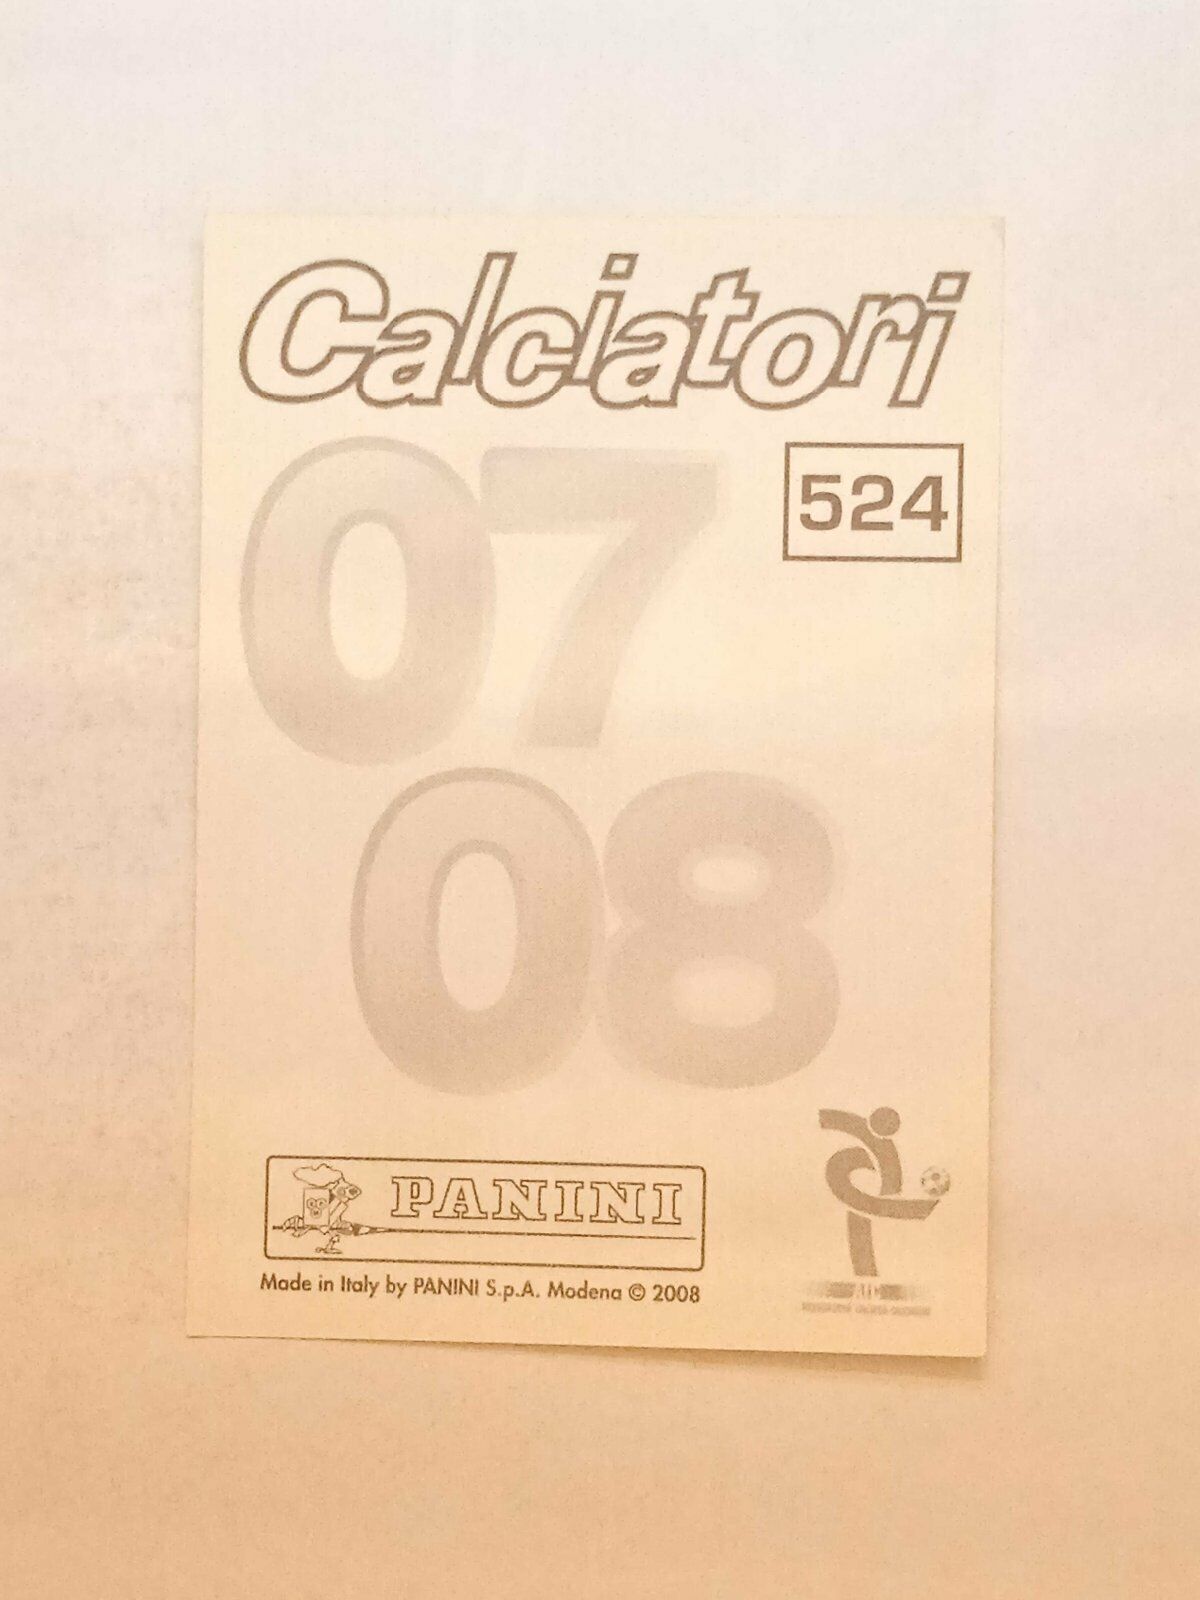 Calciatori
07
524
08
PANINI
Made in Italy by PANINI S.p.A. Modena © 2008